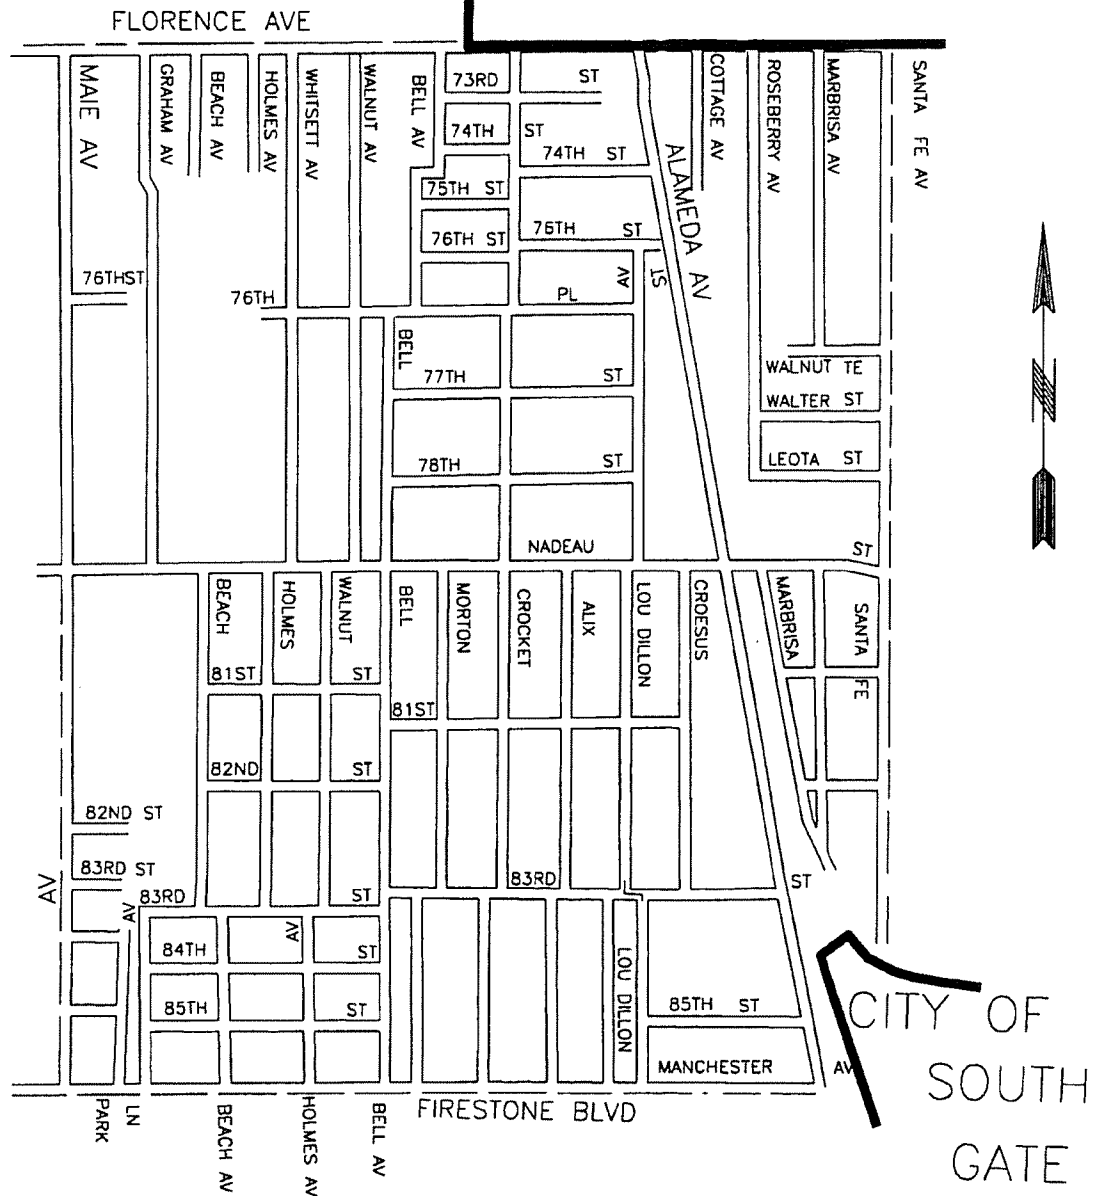 FLORENCE AVE
MAIE AV
GRAHAM AV
BEACH AV
HOLMES AV
WHITSETT AV
WALNUT AV
BELL AV
73RD ST
74TH ST
74TH ST
75TH ST
76TH ST
76TH ST
ALAMEDA AV
COTTAGE AV
ROSEBERRY AV
MARBRISA AV
SANTA FE AV
76THST
76TH PL
AV
ST
BELL
77TH ST
78TH ST
WALNUT TE
WALTER ST
LEOTA ST
N
NADEAU ST
BEACH
HOLMES
WALNUT
BELL
MORTON
CROCKET
ALIX
LOU DILLON
CROESUS
MARBRISA
SANTA FE
81ST ST
81ST
82ND ST
82ND ST
83RD ST
83RD ST
83RD ST
AV
AV
AV
84TH ST
85TH ST
LOU DILLON
85TH ST
MANCHESTER AV
CITY OF
SOUTH
GATE
FIRESTONE BLVD
PARK LN
BEACH AV
HOLMES AV
BELL AV